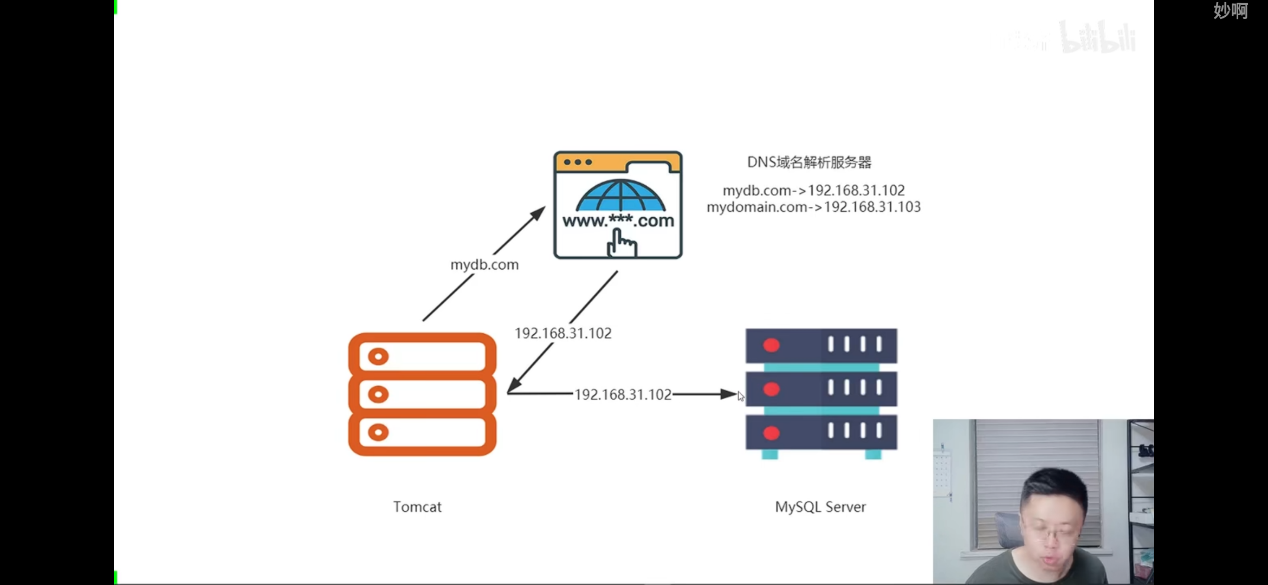 妙啊
bilibili
DNS域名解析服务器
mydb.com->192.168.31.102
mydomain.com->192.168.31.103
www.***.com
mydb.com
192.168.31.102
192.168.31.102
Tomcat
MySQL Server